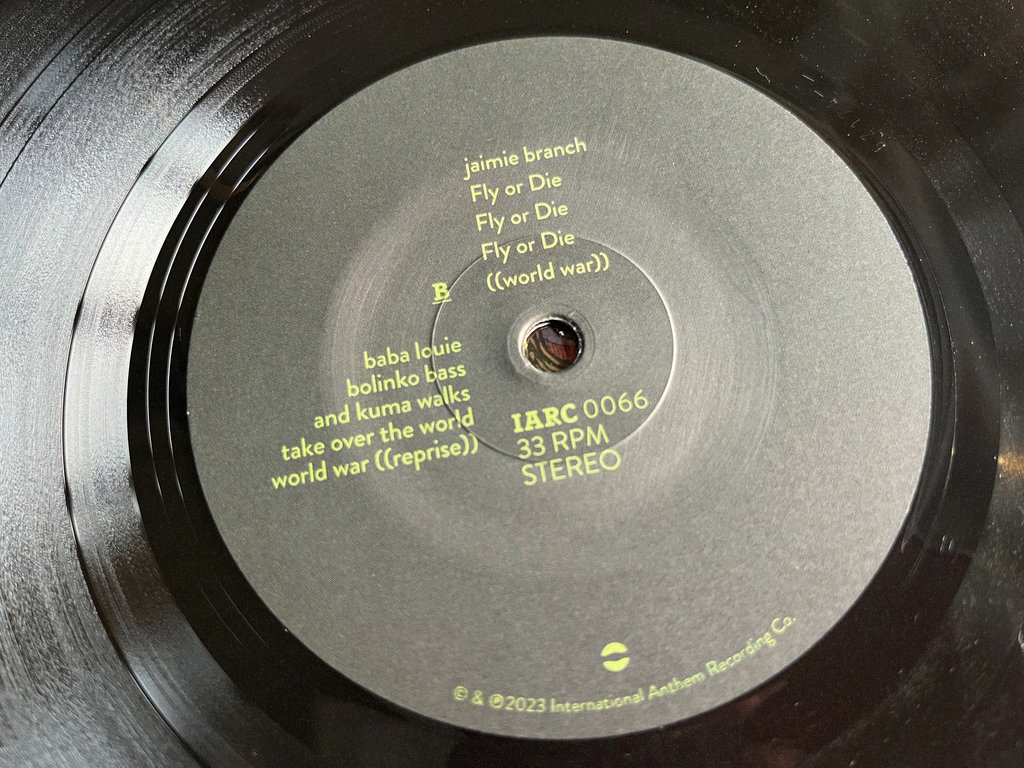 jaimie branch
Fly or Die
Fly or Die
Fly or Die
((world war))
B
baba louie
bolinko bass
and kuma walks
take over the world
world war ((reprise))
IARC 0066
33 RPM
STEREO
© & ℗2023 International Anthem Recording Co.